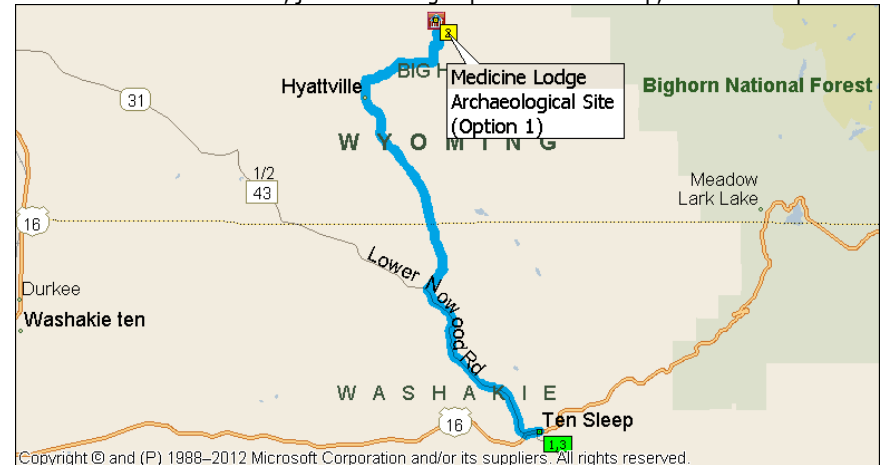 2
BIG H
Medicine Lodge
Archaeological Site
(Option 1)
Hyattville
Bighorn National Forest
31
W Y O M I N G
1/2
43
Meadow
Lark Lake
16
Lower Nowood Rd
Durkee
Washakie ten
W A S H A K I E
16
Ten Sleep
1,3
Copyright © and (P) 1988–2012 Microsoft Corporation and/or its suppliers. All rights reserved.